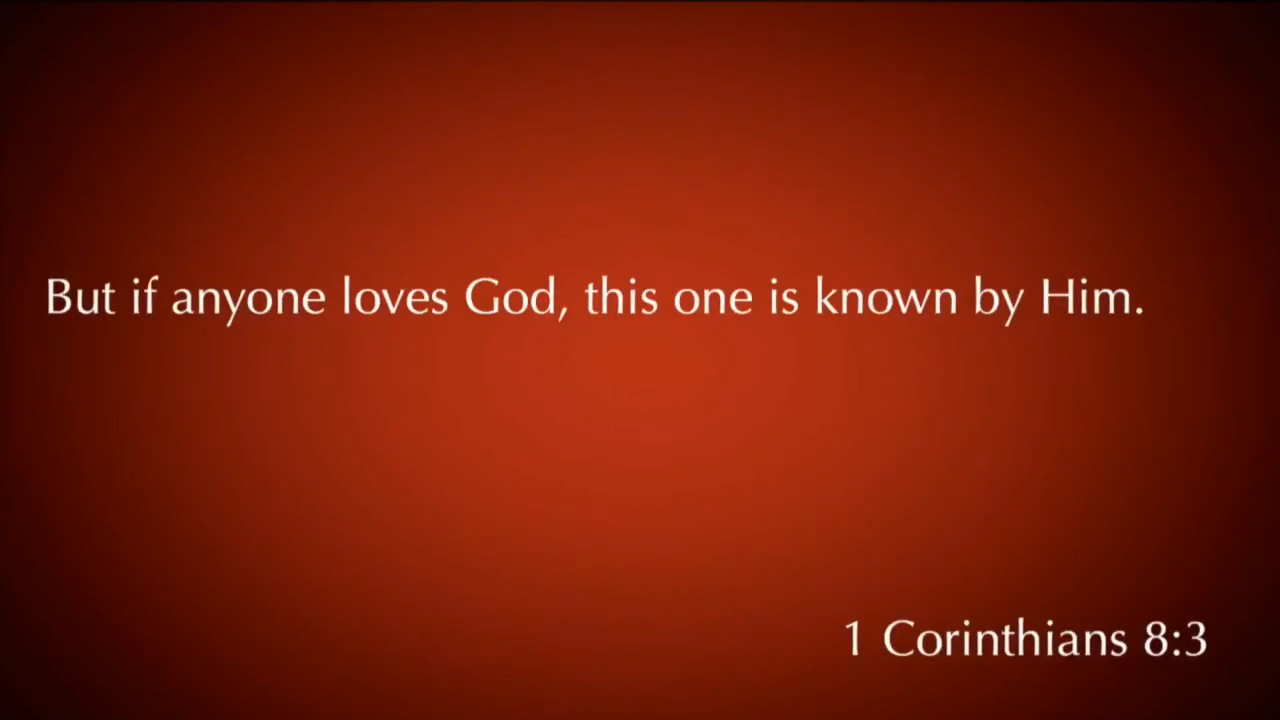 But if anyone loves God, this one is known by Him.
1 Corinthians 8:3